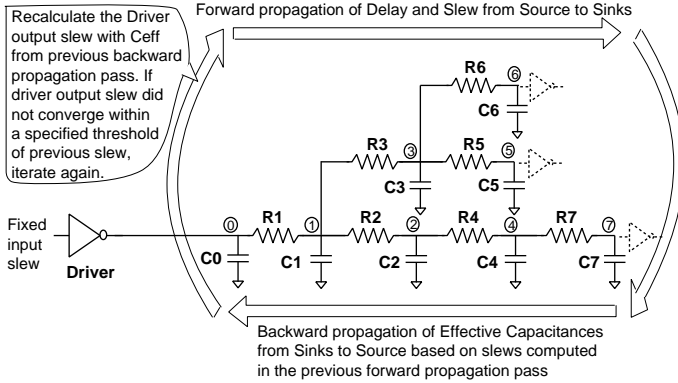 Recalculate the Driver
output slew with Ceff
from previous backward
propagation pass. If
driver output slew did
not converge within
a specified threshold
of previous slew,
iterate again.
Forward propagation of Delay and Slew from Source to Sinks
R6
6
C6
R3
3
R5
5
C3
C5
Fixed
input
slew
Driver
0
R1
1
R2
2
R4
4
R7
7
C0
C1
C2
C4
C7
Backward propagation of Effective Capacitances
from Sinks to Source based on slews computed
in the previous forward propagation pass